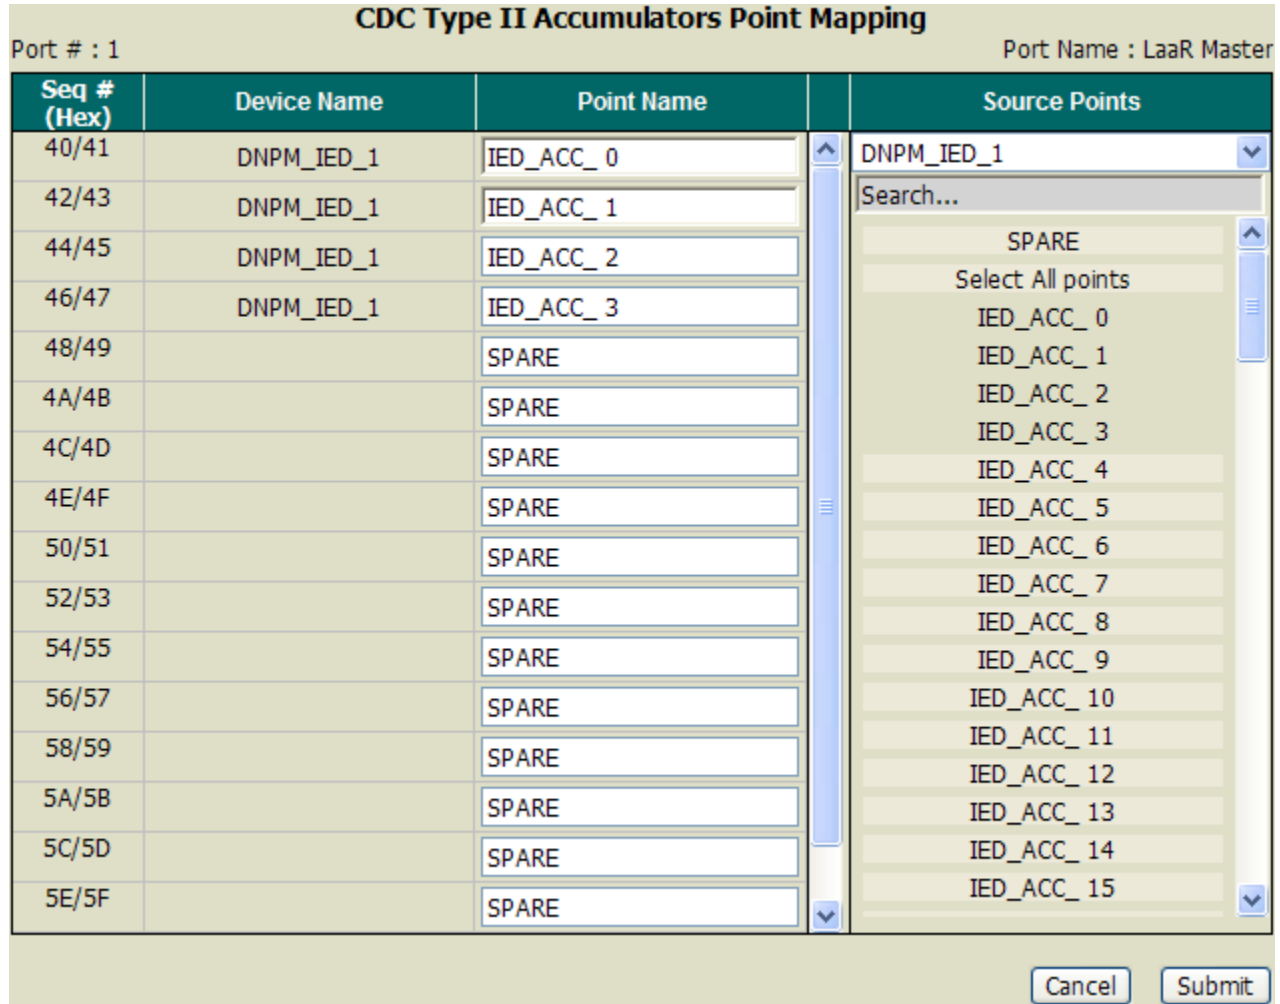 CDC Type II Accumulators Point Mapping
Port # : 1 Port Name : LaaR Master
Seq # (Hex) Device Name Point Name Source Points
40/41 DNPM_IED_1 IED_ACC_ 0 DNPM_IED_1
42/43 DNPM_IED_1 IED_ACC_ 1 Search...
44/45 DNPM_IED_1 IED_ACC_ 2
46/47 DNPM_IED_1 IED_ACC_ 3
48/49 SPARE
4A/4B SPARE
4C/4D SPARE
4E/4F SPARE
50/51 SPARE
52/53 SPARE
54/55 SPARE
56/57 SPARE
58/59 SPARE
5A/5B SPARE
5C/5D SPARE
5E/5F SPARE
SPARE
Select All points
IED_ACC_ 0
IED_ACC_ 1
IED_ACC_ 2
IED_ACC_ 3
IED_ACC_ 4
IED_ACC_ 5
IED_ACC_ 6
IED_ACC_ 7
IED_ACC_ 8
IED_ACC_ 9
IED_ACC_ 10
IED_ACC_ 11
IED_ACC_ 12
IED_ACC_ 13
IED_ACC_ 14
IED_ACC_ 15
Cancel Submit